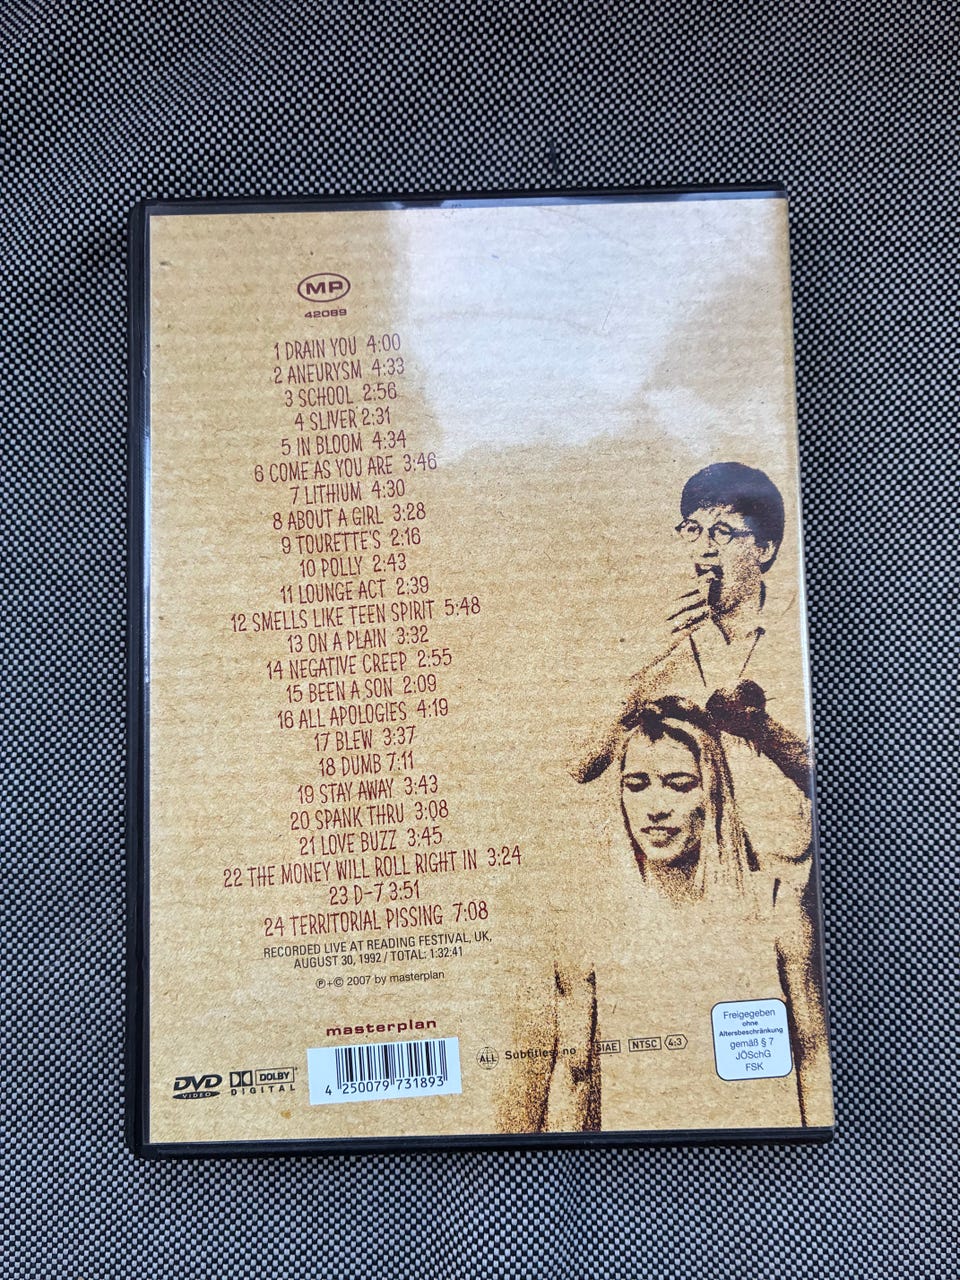 MP
42089
1 DRAIN YOU 4:00
2 ANEURYSM 4:33
3 SCHOOL 2:56
4 SLIVER 2:31
5 IN BLOOM 4:34
6 COME AS YOU ARE 3:46
7 LITHIUM 4:30
8 ABOUT A GIRL 3:28
9 TOURETTE'S 2:16
10 POLLY 2:43
11 LOUNGE ACT 2:39
12 SMELLS LIKE TEEN SPIRIT 5:48
13 ON A PLAIN 3:32
14 NEGATIVE CREEP 2:55
15 BEEN A SON 2:09
16 ALL APOLOGIES 4:19
17 BLEW 3:37
18 DUMB 7:11
19 STAY AWAY 3:43
20 SPANK THRU 3:08
21 LOVE BUZZ 3:45
22 THE MONEY WILL ROLL RIGHT IN 3:24
23 D-7 3:51
24 TERRITORIAL PISSING 7:08
RECORDED LIVE AT READING FESTIVAL, UK,
AUGUST 30, 1992 / TOTAL: 1:32:41
℗+© 2007 by masterplan
masterplan
DVD
VIDEO
DOLBY
DIGITAL
4 250079 731893
ALL
Subtitles: no
SIAE
NTSC
4:3
Freigegeben
ohne
Altersbeschränkung
gemäß § 7
JÖSchG
FSK